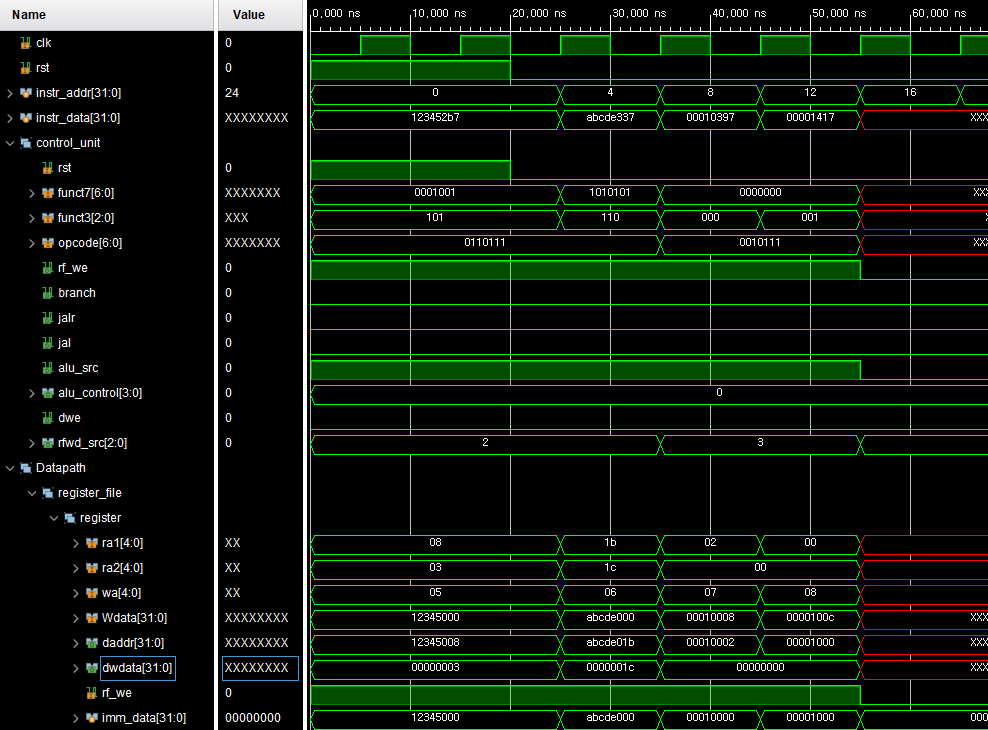 Name Value 0,000 ns 10,000 ns 20,000 ns 30,000 ns 40,000 ns 50,000 ns 60,000 ns
clk 0
rst 0
instr_addr[31:0] 24 0 4 8 12 16
instr_data[31:0] XXXXXXXX 123452b7 abcde337 00010397 00001417 XXX
control_unit
rst 0
funct7[6:0] XXXXXXX 0001001 1010101 0000000 XXX
funct3[2:0] XXX 101 110 000 001
opcode[6:0] XXXXXXX 0110111 0010111 XXX
rf_we 0
branch 0
jalr 0
jal 0
alu_src 0
alu_control[3:0] 0 0
dwe 0
rfwd_src[2:0] 0 2 3
Datapath
register_file
register
ra1[4:0] XX 08 1b 02 00
ra2[4:0] XX 03 1c 00
wa[4:0] XX 05 06 07 08
Wdata[31:0] XXXXXXXX 12345000 abcde000 00010008 0000100c XXX
daddr[31:0] XXXXXXXX 12345008 abcde01b 00010002 00001000 XXX
dwdata[31:0] XXXXXXXX 00000003 0000001c 00000000 XXX
rf_we 0
imm_data[31:0] 00000000 12345000 abcde000 00010000 00001000 000